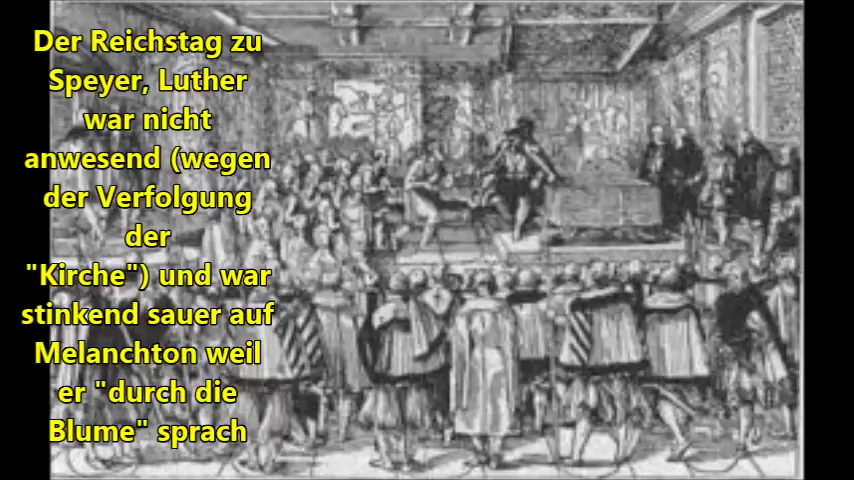 Der Reichstag zu
Speyer, Luther
war nicht
anwesend (wegen
der Verfolgung
der
"Kirche") und war
stinkend sauer auf
Melanchton weil
er "durch die
Blume" sprach